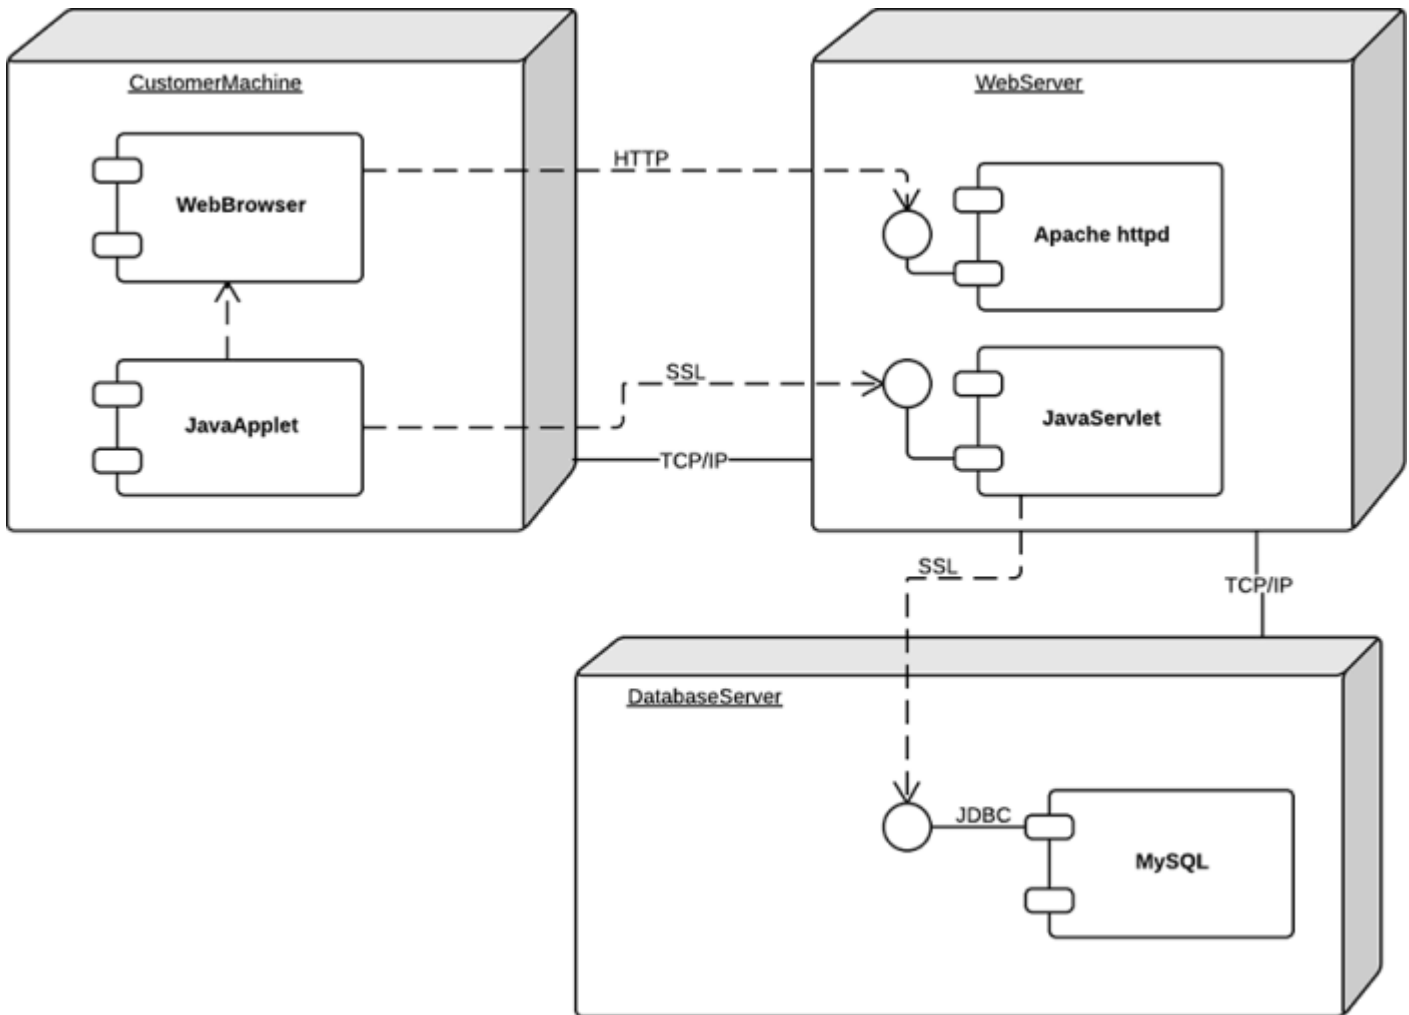 CustomerMachine
WebServer
HTTP
WebBrowser
Apache httpd
SSL
JavaServlet
JavaApplet
TCP/IP
SSL
TCP/IP
DatabaseServer
JDBC
MySQL